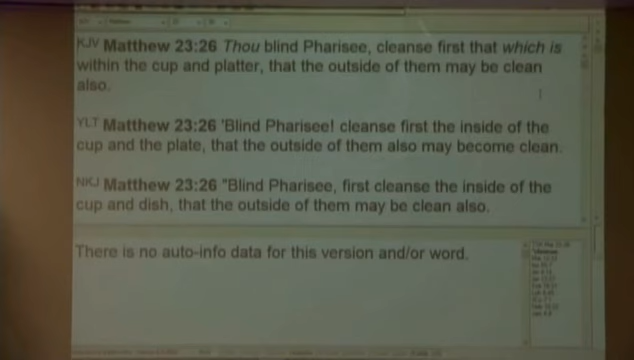 KJV Matthew 23:26 Thou blind Pharisee, cleanse first that which is
within the cup and platter, that the outside of them may be clean
also.
YLT Matthew 23:26 'Blind Pharisee! cleanse first the inside of the
cup and the plate, that the outside of them also may become clean.
NKJ Matthew 23:26 "Blind Pharisee, first cleanse the inside of the
cup and dish, that the outside of them may be clean also.
There is no auto-info data for this version and/or word.